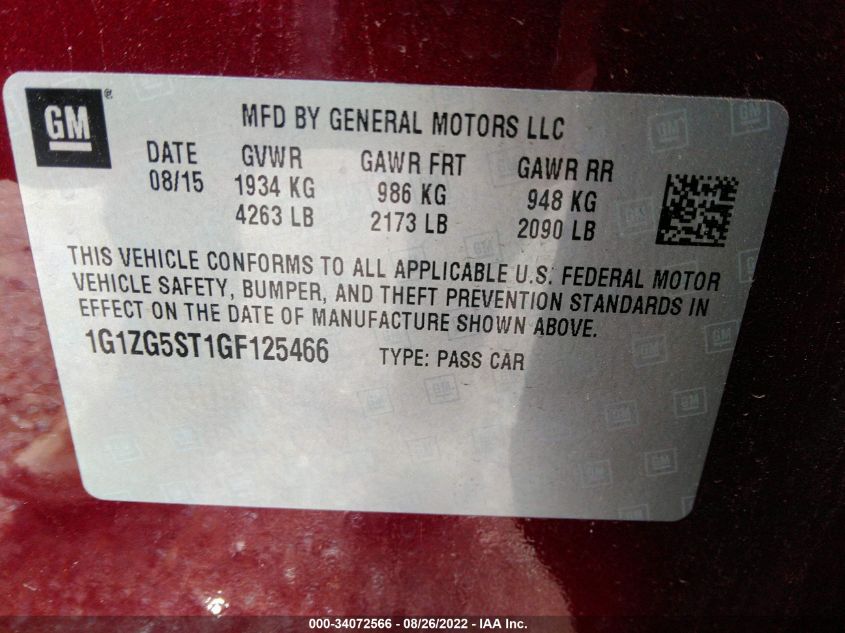 GM ®
MFD BY GENERAL MOTORS LLC
DATE GVWR GAWR FRT GAWR RR
08/15 1934 KG 986 KG 948 KG
4263 LB 2173 LB 2090 LB
THIS VEHICLE CONFORMS TO ALL APPLICABLE U.S. FEDERAL MOTOR
VEHICLE SAFETY, BUMPER, AND THEFT PREVENTION STANDARDS IN
EFFECT ON THE DATE OF MANUFACTURE SHOWN ABOVE.
1G1ZG5ST1GF125466 TYPE: PASS CAR
000-34072566 - 08/26/2022 - IAA Inc.